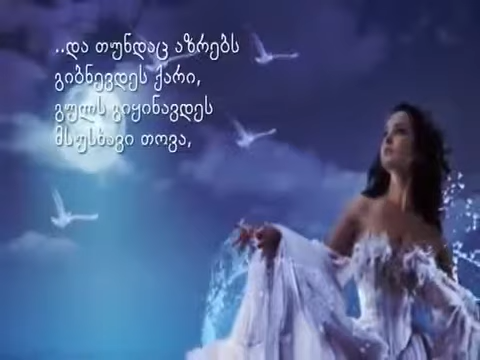 ..და თუნდაც აზრებს
გიბნევდეს ქარი,
გულს გიყინავდეს
მსუსხავი თოვა,